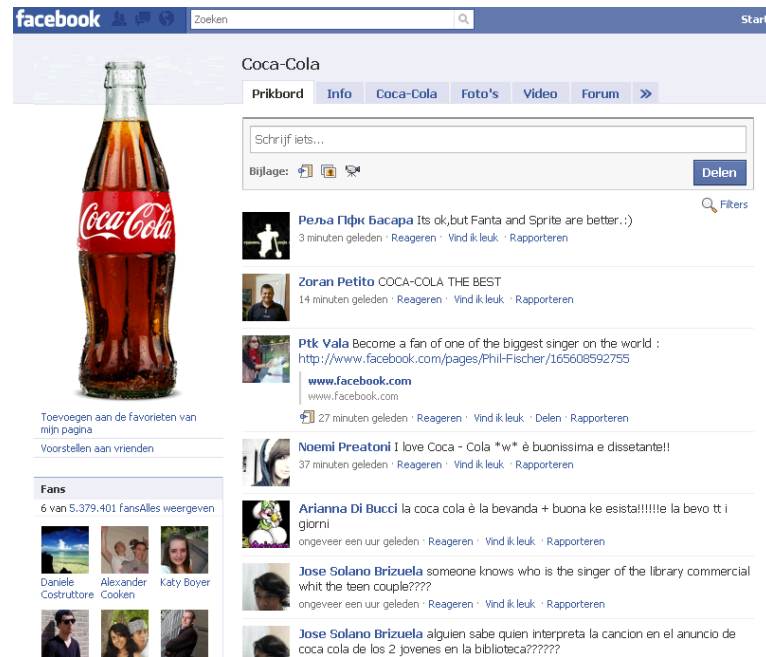 facebook
Zoeken
Start
Coca-Cola
Prikbord Info Coca-Cola Foto's Video Forum »
Schrijf iets...
Bijlage:
Delen
Filters
Coca-Cola
Реља Пфк Басара Its ok,but Fanta and Sprite are better.:)
3 minuten geleden · Reageren · Vind ik leuk · Rapporteren
Zoran Petito COCA-COLA THE BEST
14 minuten geleden · Reageren · Vind ik leuk · Rapporteren
Ptk Vala Become a fan of one of the biggest singer on the world :
http://www.facebook.com/pages/Phil-Fischer/165608592755
www.facebook.com
www.facebook.com
27 minuten geleden · Reageren · Vind ik leuk · Delen · Rapporteren
Noemi Preatoni I love Coca - Cola *w* è buonissima e dissetante!!
37 minuten geleden · Reageren · Vind ik leuk · Rapporteren
Arianna Di Bucci la coca cola è la bevanda + buona ke esista!!!!!!e la bevo tt i
giorni
ongeveer een uur geleden · Reageren · Vind ik leuk · Rapporteren
Jose Solano Brizuela someone knows who is the singer of the library commercial
whit the teen couple????
ongeveer een uur geleden · Reageren · Vind ik leuk · Rapporteren
Jose Solano Brizuela alguien sabe quien interpreta la cancion en el anuncio de
coca cola de los 2 jovenes en la biblioteca??????
Toevoegen aan de favorieten van
mijn pagina
Voorstellen aan vrienden
Fans
6 van 5.379.401 fansAlles weergeven
Daniele
Costruttore
Alexander
Cooken
Katy Boyer